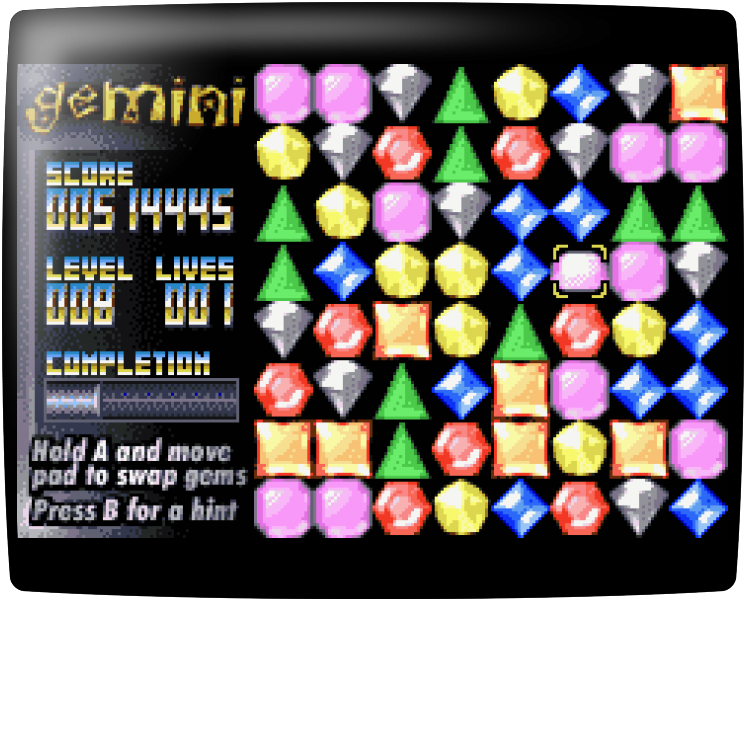 gemini
SCORE
00514445
LEVEL LIVES
008 001
COMPLETION
Hold A and move
pad to swap gems
Press B for a hint